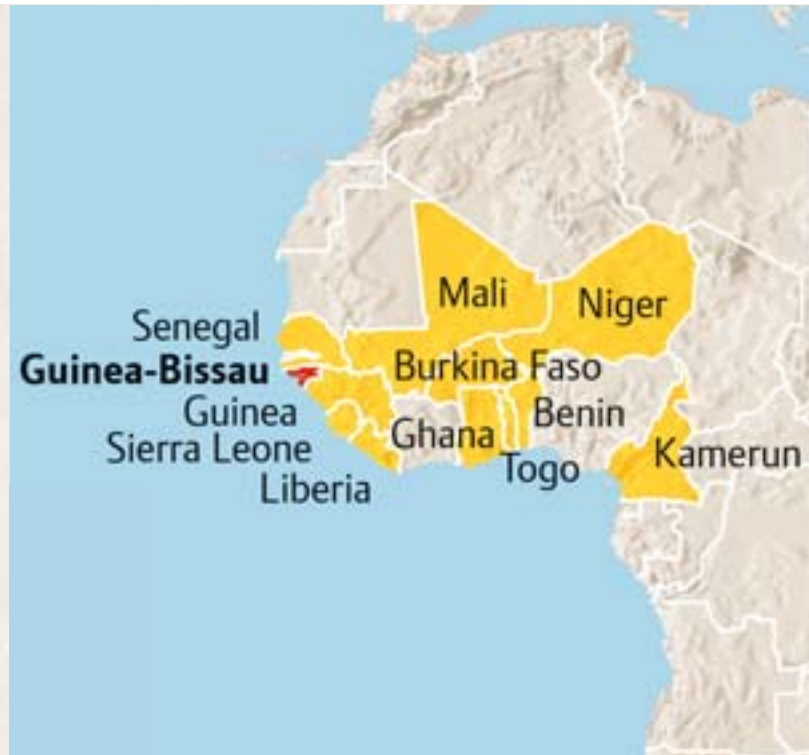 Mali
Niger
Senegal
Guinea-Bissau
Burkina Faso
Guinea
Benin
Ghana
Sierra Leone
Kamerun
Togo
Liberia